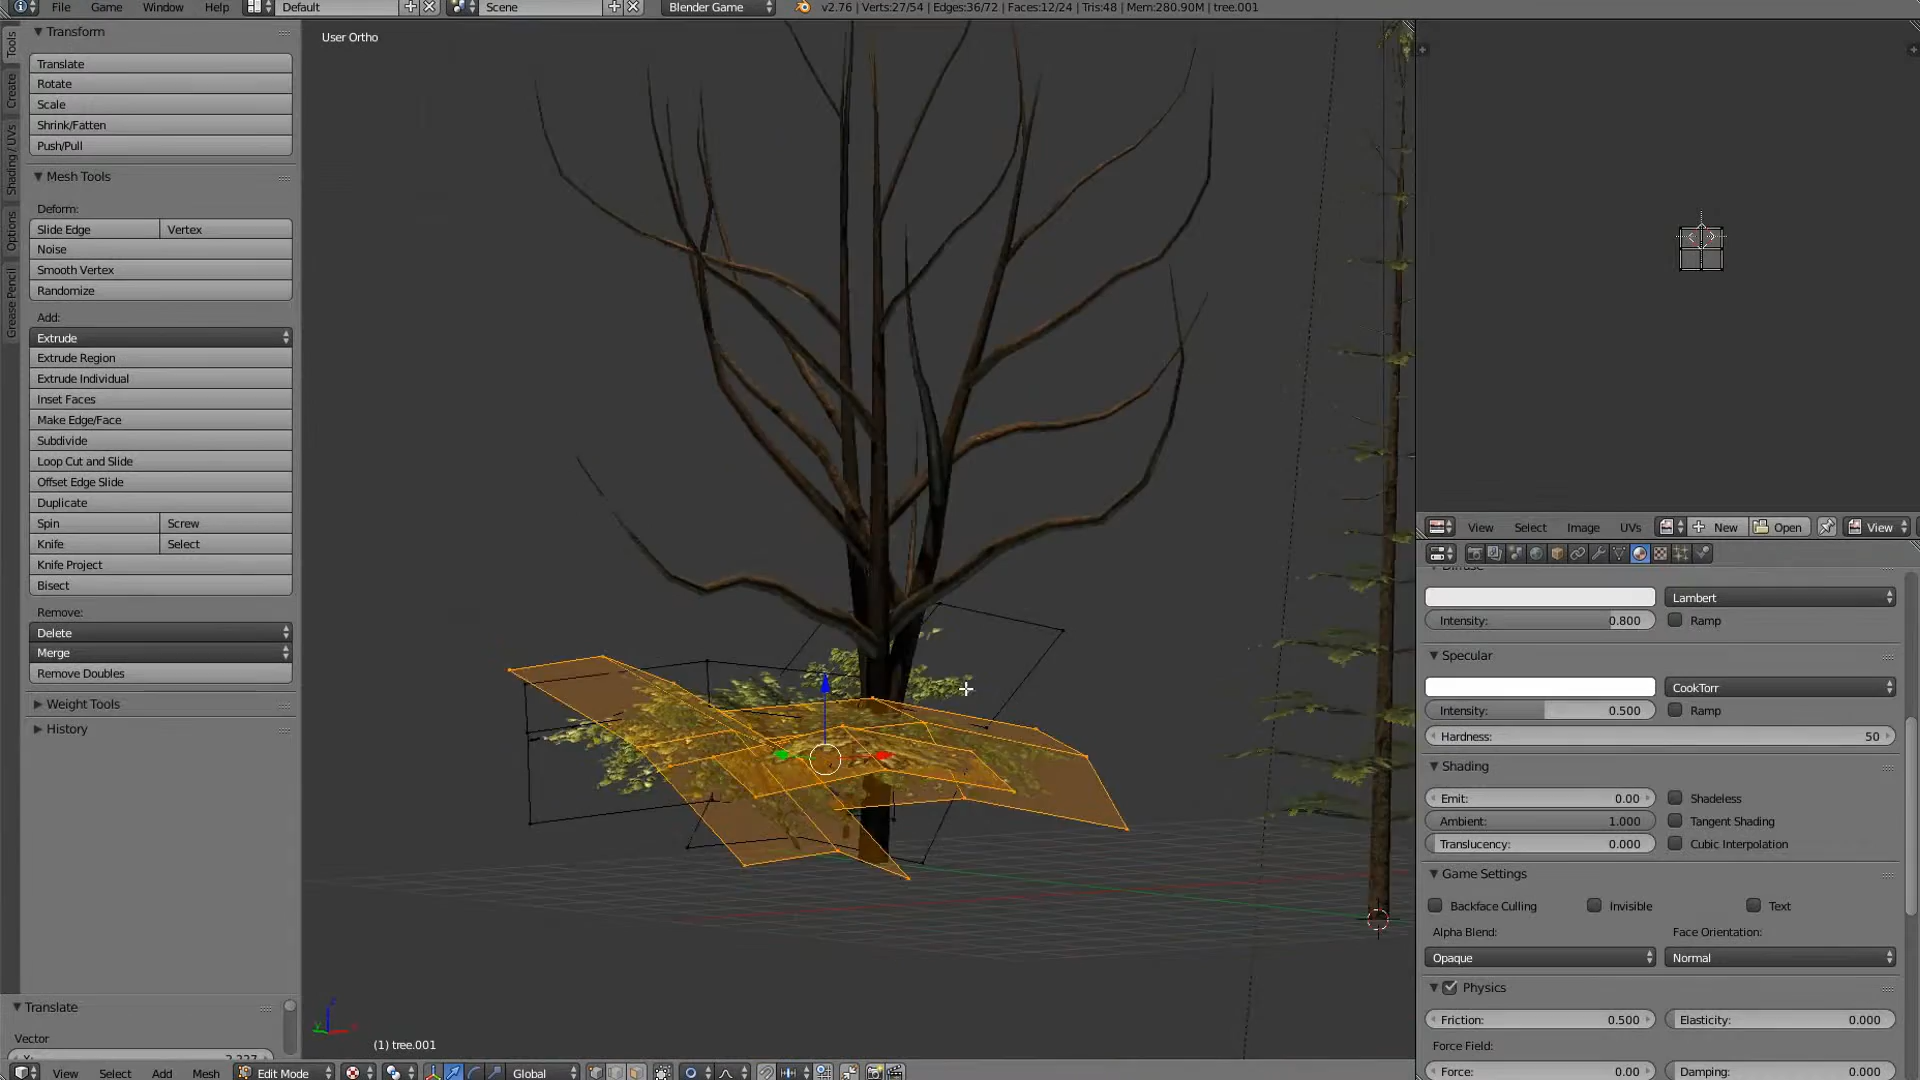 File Game Window Help Default Scene Blender Game v2.76 | Verts:27/54 | Edges:36/72 | Faces:12/24 | Tris:48 | Mem:280.90M | tree.001
Tools
Create
Shading / UVs
Options
Grease Pencil
Transform
Translate
Rotate
Scale
Shrink/Fatten
Push/Pull
Mesh Tools
Deform:
Slide Edge Vertex
Noise
Smooth Vertex
Randomize
Add:
Extrude
Extrude Region
Extrude Individual
Inset Faces
Make Edge/Face
Subdivide
Loop Cut and Slide
Offset Edge Slide
Duplicate
Spin Screw
Knife Select
Knife Project
Bisect
Remove:
Delete
Merge
Remove Doubles
Weight Tools
History
Translate
Vector
User Ortho
(1) tree.001
View Select Add Mesh Edit Mode Global
View Select Image UVs New Open View
Lambert
Intensity: 0.800 Ramp
Specular
CookTorr
Intensity: 0.500 Ramp
Hardness: 50
Shading
Emit: 0.00 Shadeless
Ambient: 1.000 Tangent Shading
Translucency: 0.000 Cubic Interpolation
Game Settings
Backface Culling Invisible Text
Alpha Blend: Face Orientation:
Opaque Normal
Physics
Friction: 0.500 Elasticity: 0.000
Force Field:
Force: 0.00 Damping: 0.000